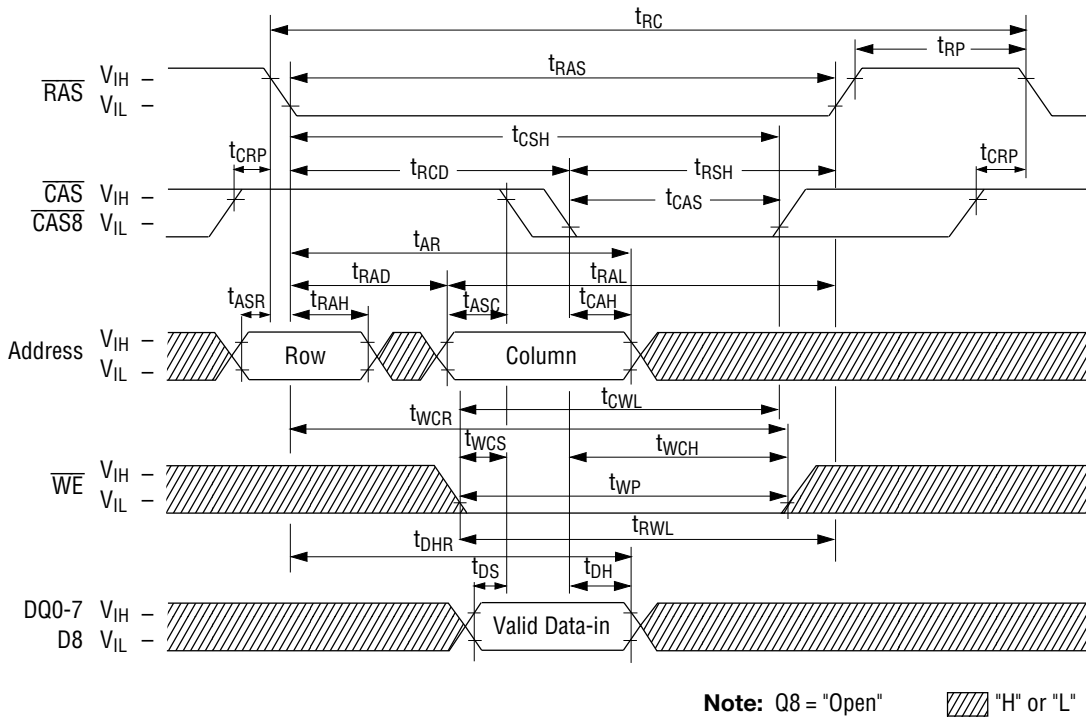 tRC
tRP
RAS VIH –
VIL –
tRAS
tCSH
tCRP
tRCD
tRSH
tCRP
CAS VIH –
CAS8 VIL –
tCAS
tAR
tRAD
tRAL
tASR
tRAH
tASC
tCAH
Address VIH –
VIL –
Row
Column
tCWL
tWCR
tWCS
tWCH
WE VIH –
VIL –
tWP
tRWL
tDHR
tDS
tDH
DQ0-7 VIH –
D8 VIL –
Valid Data-in
Note: Q8 = "Open"
"H" or "L"